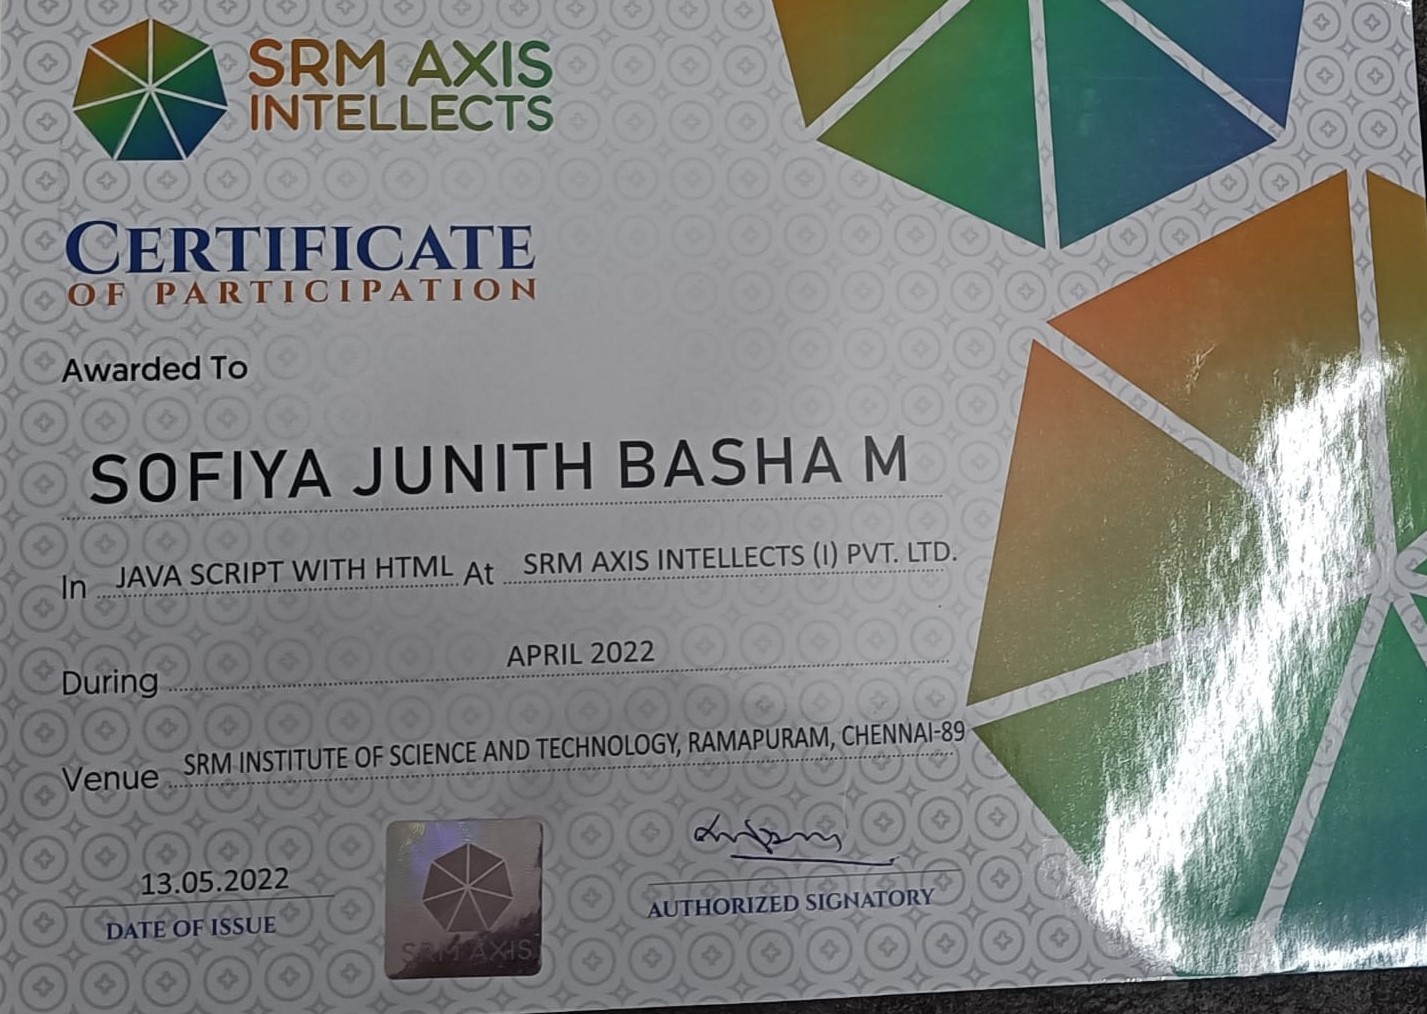 SRM AXIS
INTELLECTS
CERTIFICATE
OF PARTICIPATION
Awarded To
SOFIYA JUNITH BASHA M
In JAVA SCRIPT WITH HTML At SRM AXIS INTELLECTS (I) PVT. LTD.
During APRIL 2022
Venue SRM INSTITUTE OF SCIENCE AND TECHNOLOGY, RAMAPURAM, CHENNAI-89
13.05.2022
DATE OF ISSUE
SRM AXIS
AUTHORIZED SIGNATORY